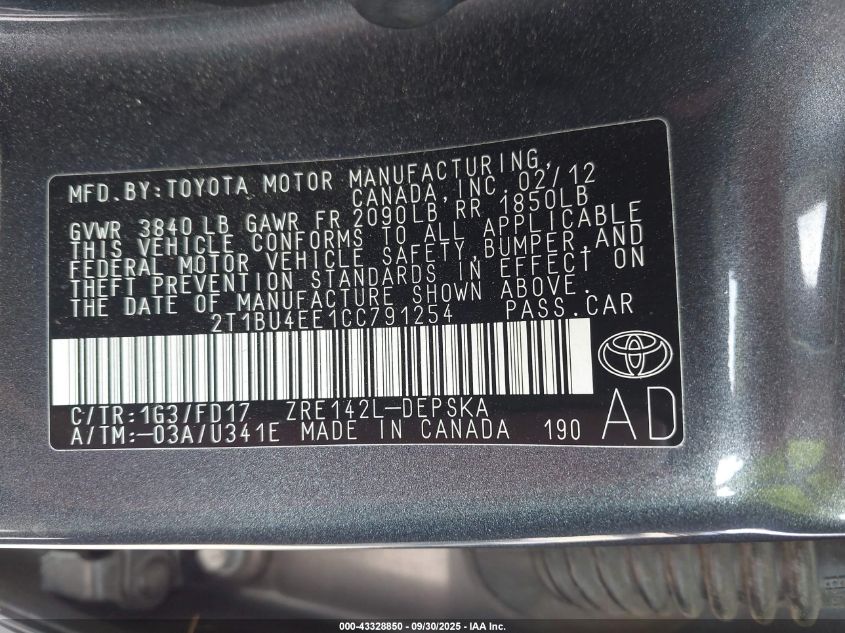 MFD.BY:TOYOTA MOTOR MANUFACTURING,
CANADA,INC. 02/12
GVWR 3840 LB GAWR FR 2090LB RR 1850LB
THIS VEHICLE CONFORMS TO ALL APPLICABLE
FEDERAL MOTOR VEHICLE SAFETY,BUMPER,AND
THEFT PREVENTION STANDARDS IN EFFECT ON
THE DATE OF MANUFACTURE SHOWN ABOVE.
2T1BU4EE1CC791254 PASS.CAR
C/TR:1G3/FD17 ZRE142L-DEPSKA
A/TM:-03A/U341E MADE IN CANADA 190
AD
000-43328850 - 09/30/2025 - IAA Inc.